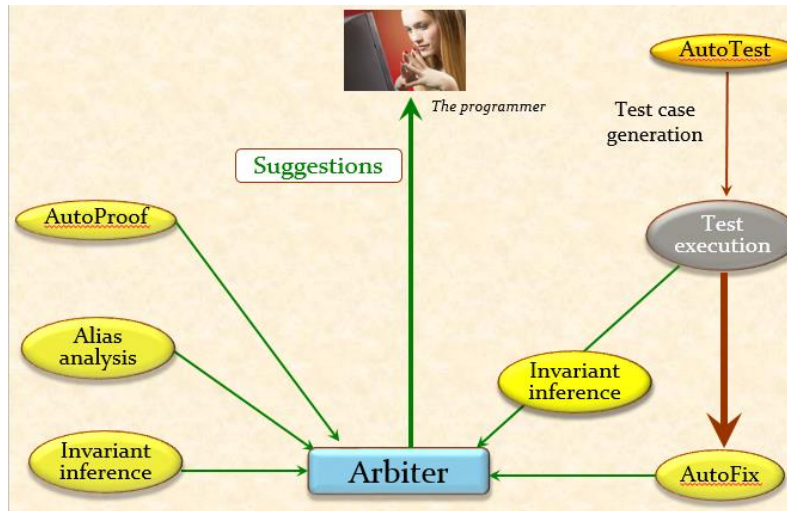 The programmer
AutoTest
Test case
generation
Suggestions
AutoProof
Test
execution
Alias
analysis
Invariant
inference
Invariant
inference
Arbiter
AutoFix